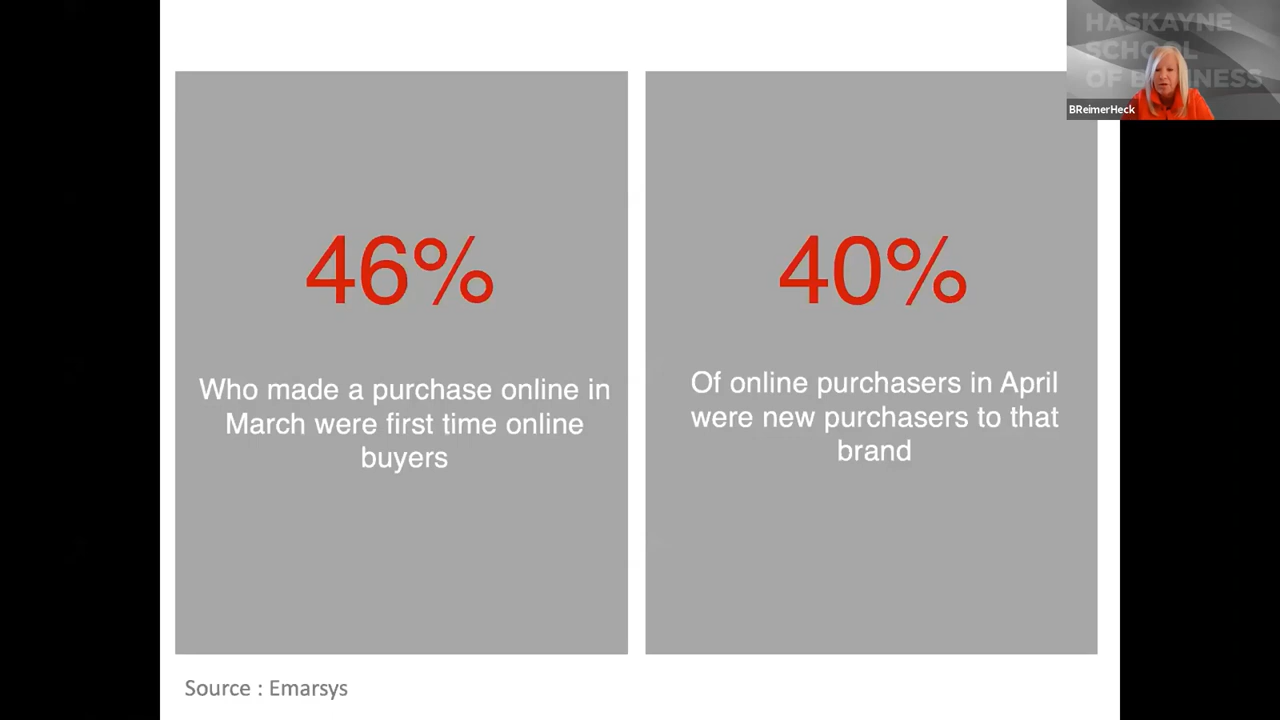 HASKAYNE
SCHOOL
OF BUSINESS
BReimerHeck
46%
Who made a purchase online in
March were first time online
buyers
40%
Of online purchasers in April
were new purchasers to that
brand
Source : Emarsys